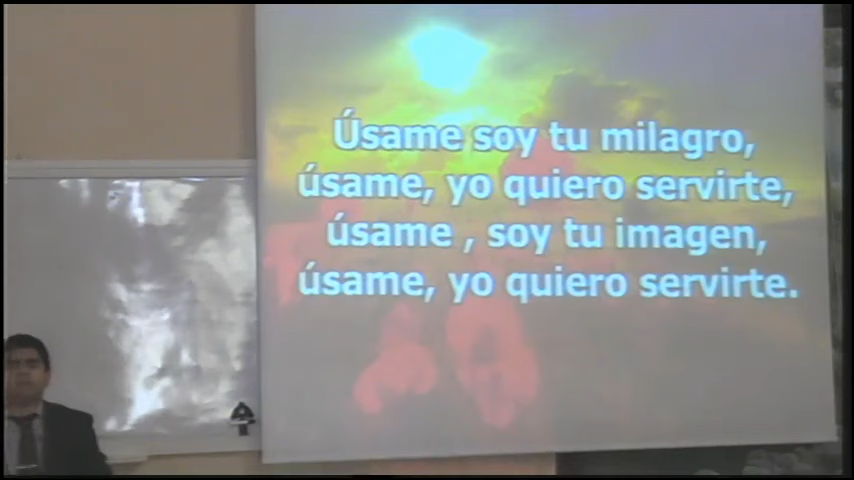 Úsame soy tu milagro,
úsame, yo quiero servirte,
úsame , soy tu imagen,
úsame, yo quiero servirte.